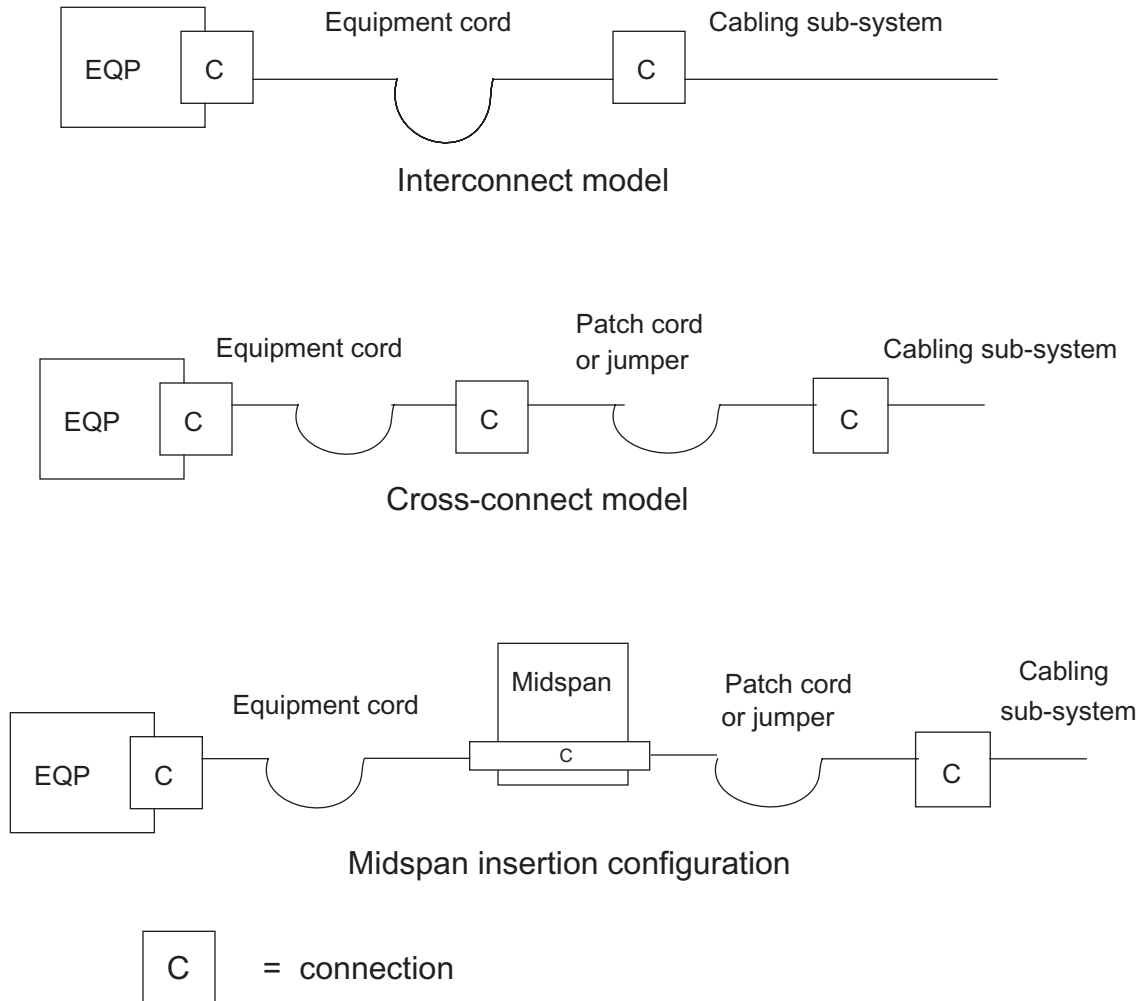 Equipment cord
Cabling sub-system
EQP
C
C
Interconnect model
Equipment cord
Patch cord
or jumper
Cabling sub-system
EQP
C
C
C
Cross-connect model
Equipment cord
Midspan
Patch cord
or jumper
Cabling
sub-system
EQP
C
C
C
Midspan insertion configuration
C = connection